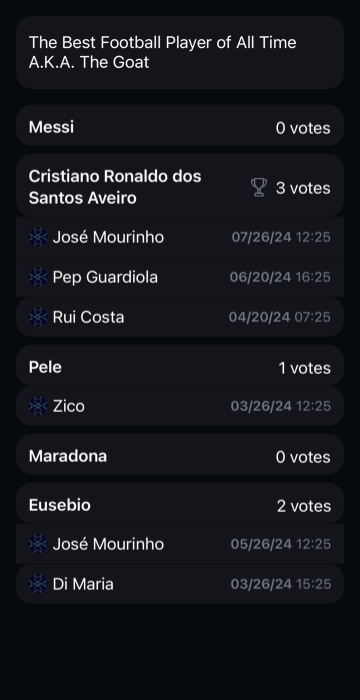 The Best Football Player of All Time
A.K.A. The Goat
Messi 0 votes
Cristiano Ronaldo dos
Santos Aveiro 3 votes
José Mourinho 07/26/24 12:25
Pep Guardiola 06/20/24 16:25
Rui Costa 04/20/24 07:25
Pele 1 votes
Zico 03/26/24 12:25
Maradona 0 votes
Eusebio 2 votes
José Mourinho 05/26/24 12:25
Di Maria 03/26/24 15:25